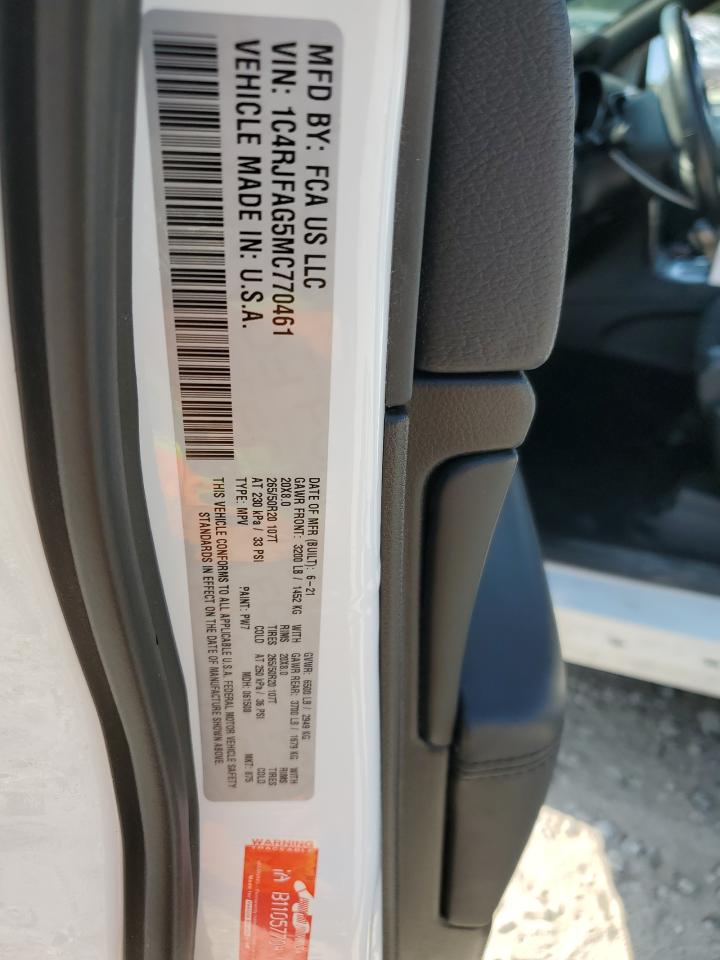 MFD BY: FCA US LLC
VIN: 1C4RJFAG5MC770461
VEHICLE MADE IN: U.S.A.
DATE OF MFR (BUILT): 6-21 GVWR: 6500 LB / 2949 KG
GAWR FRONT: 3200 LB / 1452 KG WITH GAWR REAR: 3700 LB / 1679 KG WITH
20X8.0 RIMS 20X8.0 RIMS
265/50R20 107T TIRES 265/50R20 107T TIRES
AT 230 kPa / 33 PSI COLD AT 250 kPa / 36 PSI COLD
TYPE: MPV PAINT: PW7 MDH: 061508 MKT: 875
THIS VEHICLE CONFORMS TO ALL APPLICABLE U.S.A. FEDERAL MOTOR VEHICLE SAFETY
STANDARDS IN EFFECT ON THE DATE OF MANUFACTURE SHOWN ABOVE.
WARNING
TRACEABLE